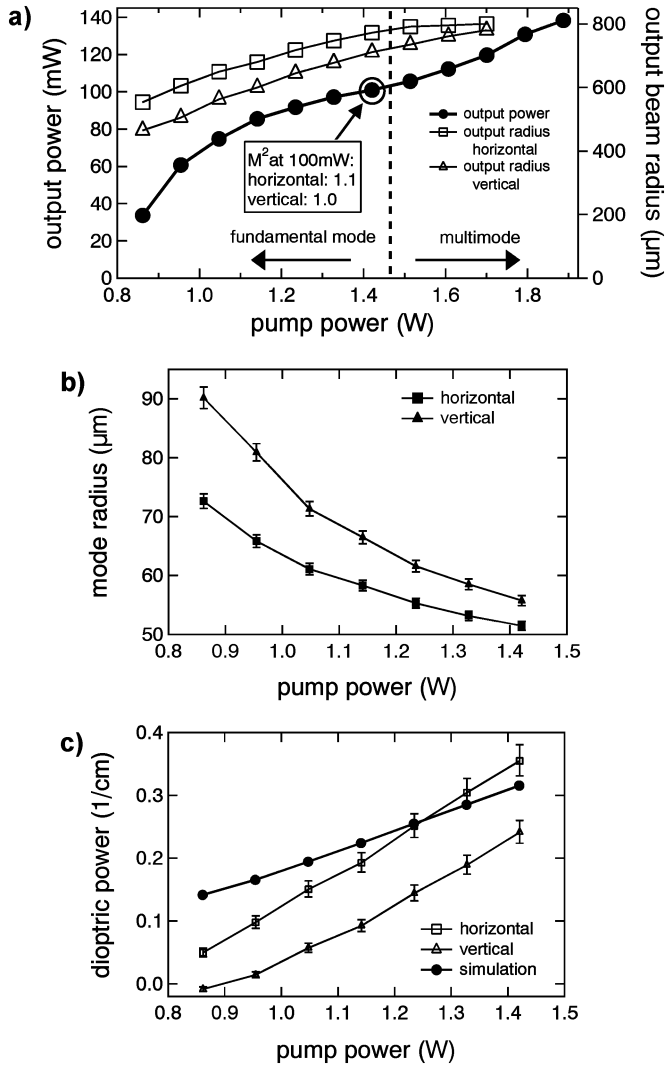 a)
output power (mW)
140
120
100
80
60
40
20
0
800
600
400
200
0
output beam radius (µm)
output power
output radius
horizontal
output radius
vertical
M²at 100mW:
horizontal: 1.1
vertical: 1.0
fundamental mode
multimode
0.8 1.0 1.2 1.4 1.6 1.8
pump power (W)
b)
mode radius (µm)
90
80
70
60
50
horizontal
vertical
0.8 0.9 1.0 1.1 1.2 1.3 1.4 1.5
pump power (W)
c)
dioptric power (1/cm)
0.4
0.3
0.2
0.1
0.0
horizontal
vertical
simulation
0.8 0.9 1.0 1.1 1.2 1.3 1.4 1.5
pump power (W)